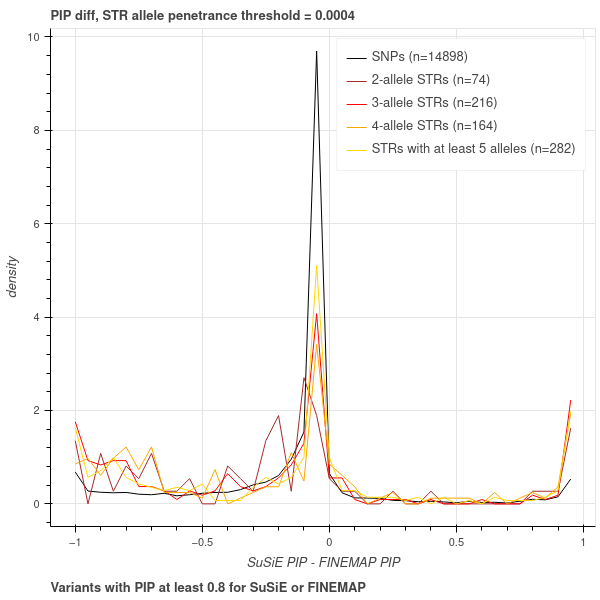 PIP diff, STR allele penetrance threshold = 0.0004
10
8
6
4
2
0
density
SNPs (n=14898)
2-allele STRs (n=74)
3-allele STRs (n=216)
4-allele STRs (n=164)
STRs with at least 5 alleles (n=282)
−1
−0.5
0
0.5
1
SuSiE PIP - FINEMAP PIP
Variants with PIP at least 0.8 for SuSiE or FINEMAP